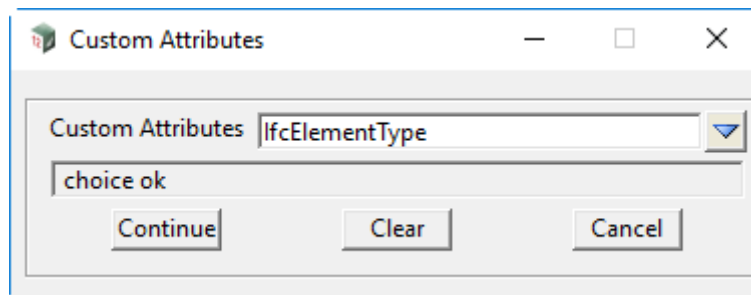 Custom Attributes
Custom Attributes IfcElementType
choice ok
Continue Clear Cancel